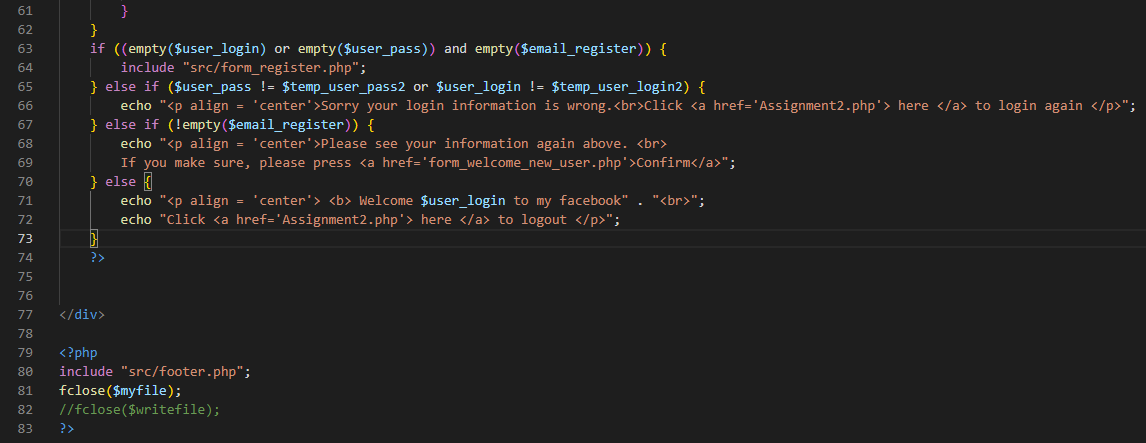 61 }
62 }
63 if ((empty($user_login) or empty($user_pass)) and empty($email_register)) {
64 include "src/form_register.php";
65 } else if ($user_pass != $temp_user_pass2 or $user_login != $temp_user_login2) {
66 echo "<p align = 'center'>Sorry your login information is wrong.<br>Click <a href='Assignment2.php'> here </a> to login again </p>";
67 } else if (!empty($email_register)) {
68 echo "<p align = 'center'>Please see your information again above. <br>
69 If you make sure, please press <a href='form_welcome_new_user.php'>Confirm</a>";
70 } else {
71 echo "<p align = 'center'> <b> Welcome $user_login to my facebook" . "<br>";
72 echo "Click <a href='Assignment2.php'> here </a> to logout </p>";
73 }
74 ?>
75
76
77 </div>
78
79 <?php
80 include "src/footer.php";
81 fclose($myfile);
82 //fclose($writefile);
83 ?>